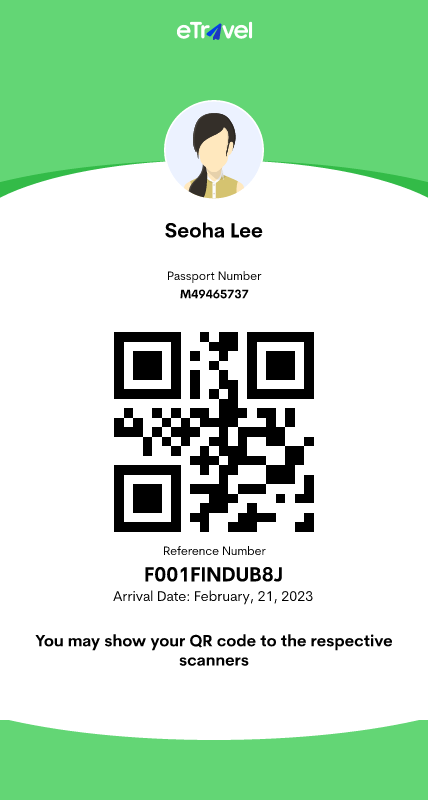 eTravel
Seoha Lee
Passport Number
M49465737
Reference Number
F001FINDUB8J
Arrival Date: February, 21, 2023
You may show your QR code to the respective
scanners